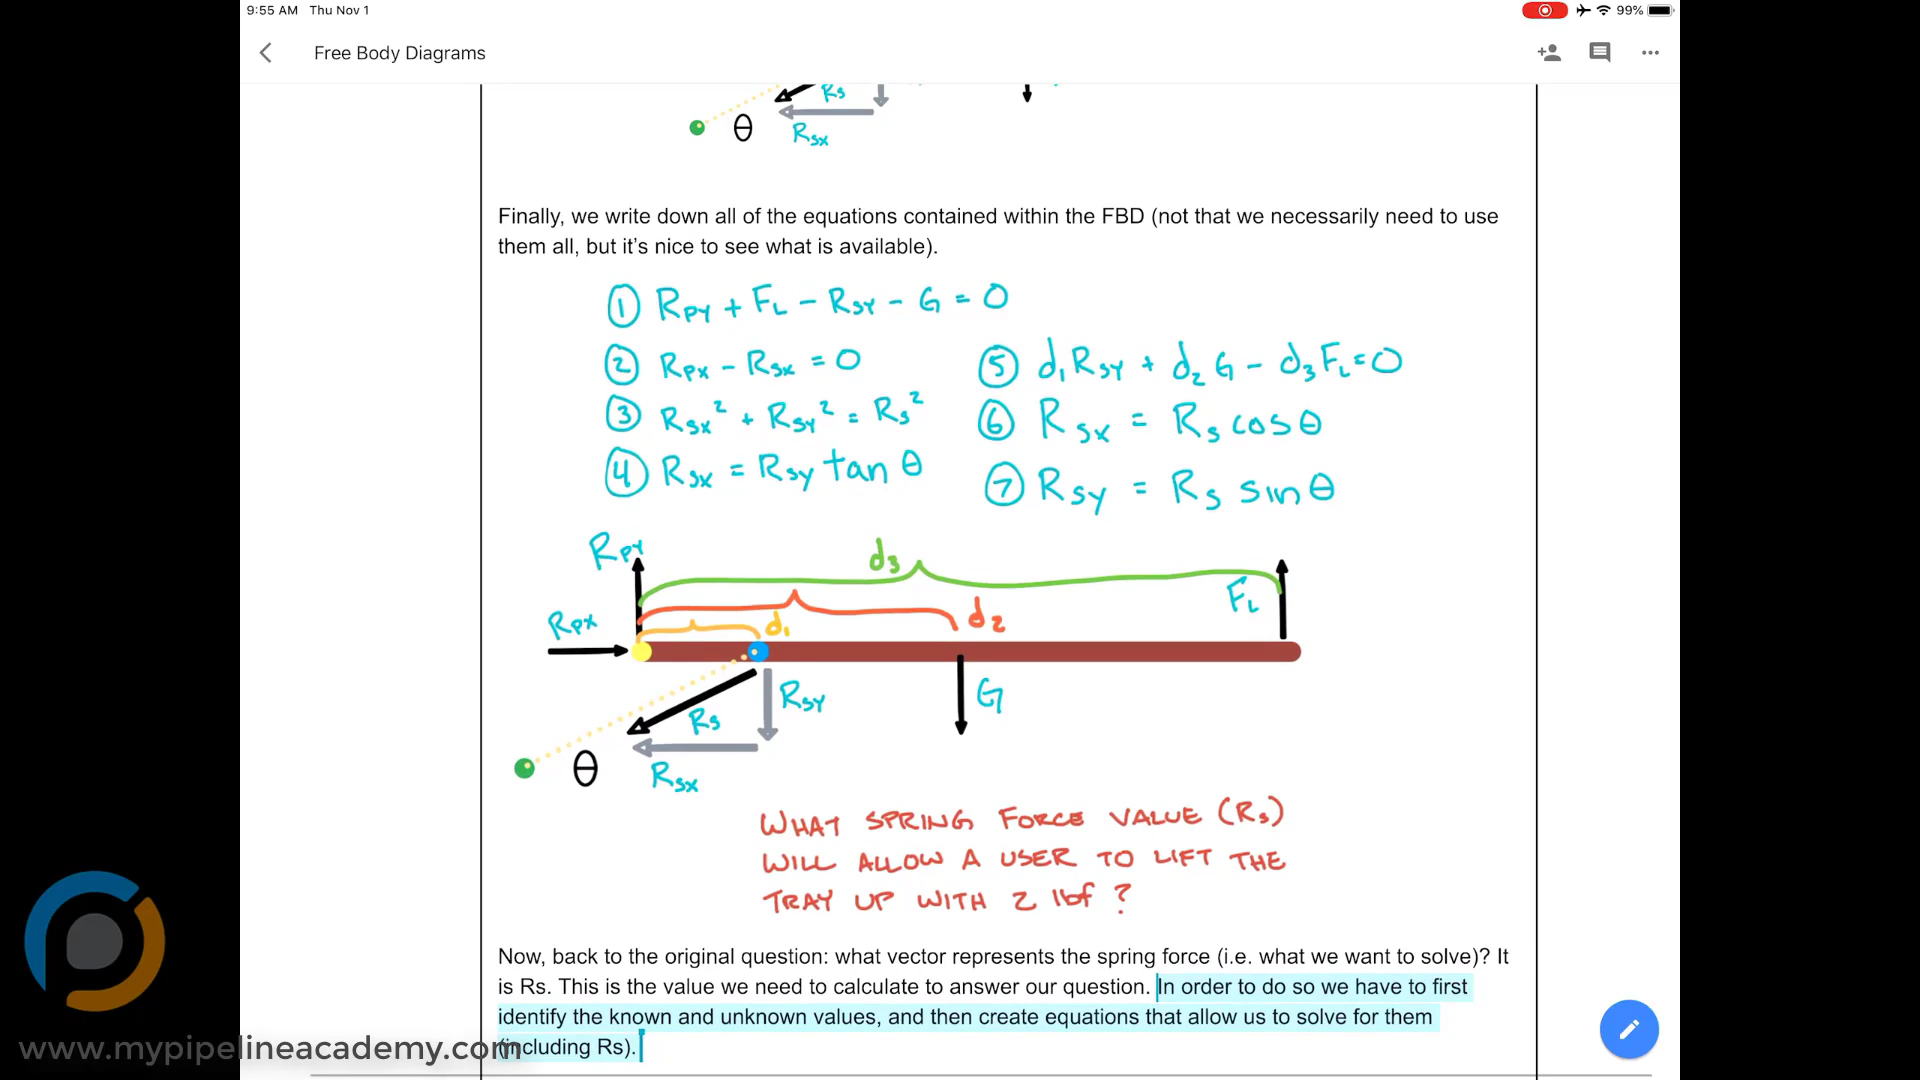 9:55 AM Thu Nov 1
99%
Free Body Diagrams
Rs
θ
Rsx
Finally, we write down all of the equations contained within the FBD (not that we necessarily need to use
them all, but it's nice to see what is available).
① RPY + FL - RSY - G = 0
② RPX - RSX = 0
③ RSX² + RSY² = RS²
④ RSX = RSY tan θ
⑤ d₁RSY + d₂G - d₃FL = 0
⑥ RSX = RS cos θ
⑦ RSY = RS sin θ
RPY
d₃
FL
RPX
d₁
d₂
RS
RSY
G
θ
RSX
WHAT SPRING FORCE VALUE (Rs)
WILL ALLOW A USER TO LIFT THE
TRAY UP WITH 2 lbf ?
Now, back to the original question: what vector represents the spring force (i.e. what we want to solve)? It
is Rs. This is the value we need to calculate to answer our question. In order to do so we have to first
identify the known and unknown values, and then create equations that allow us to solve for them
(including Rs).
www.mypipelineacademy.com